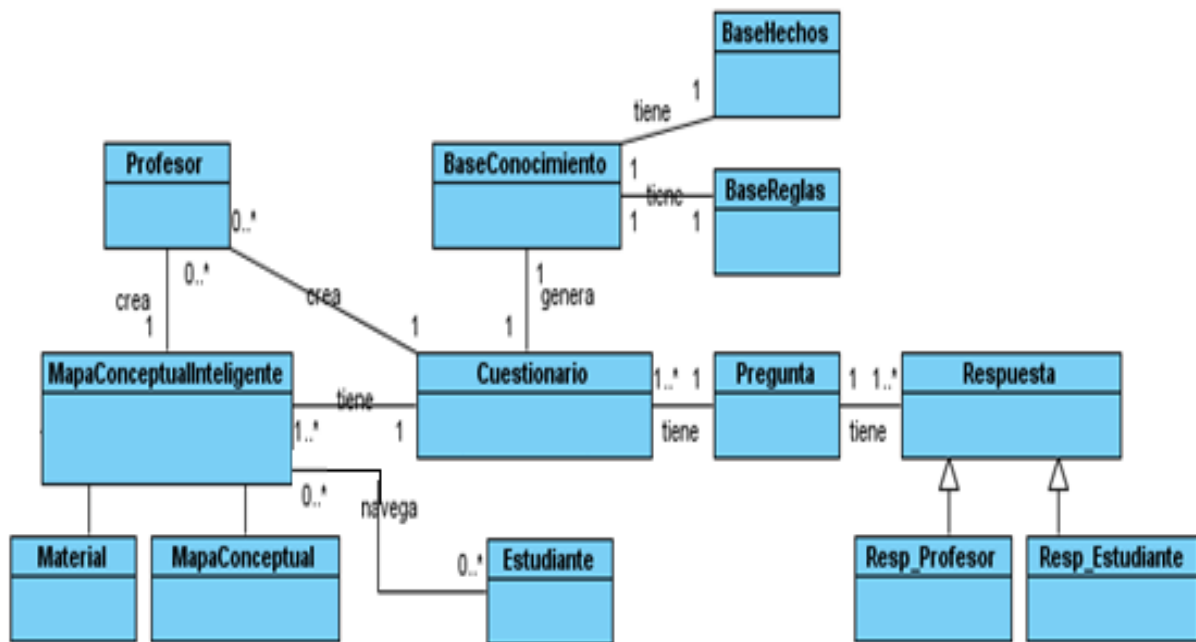 BaseHechos
1
tiene
Profesor
BaseConocimiento
1
BaseReglas
tiene
0..*
1
1
0..*
1
crea
crea
genera
1
1
1
MapaConceptualInteligente
Cuestionario
1..*
1
Pregunta
1
1..*
Respuesta
tiene
1..*
1
tiene
tiene
0..*
navega
Material
MapaConceptual
0..*
Estudiante
Resp_Profesor
Resp_Estudiante